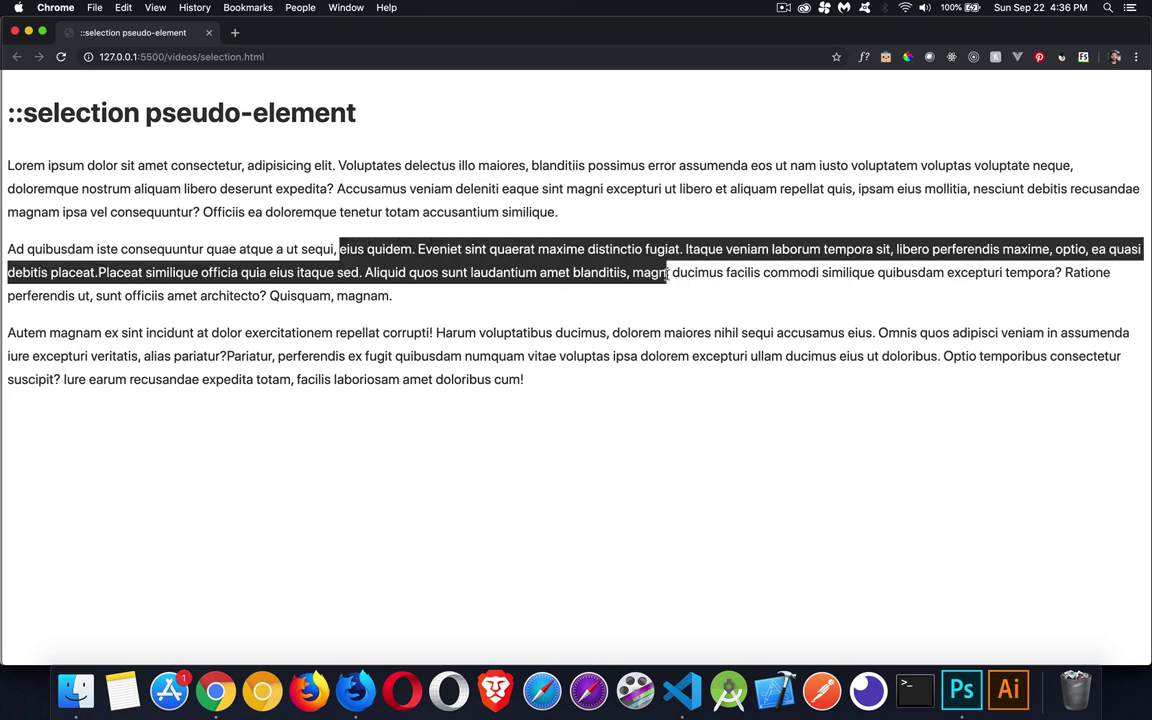 Chrome File Edit View History Bookmarks People Window Help 100% Sun Sep 22 4:36 PM
::selection pseudo-element
127.0.0.1:5500/videos/selection.html
::selection pseudo-element
Lorem ipsum dolor sit amet consectetur, adipisicing elit. Voluptates delectus illo maiores, blanditiis possimus error assumenda eos ut nam iusto voluptatem voluptas voluptate neque,
doloremque nostrum aliquam libero deserunt expedita? Accusamus veniam deleniti eaque sint magni excepturi ut libero et aliquam repellat quis, ipsam eius mollitia, nesciunt debitis recusandae
magnam ipsa vel consequuntur? Officiis ea doloremque tenetur totam accusantium similique.
Ad quibusdam iste consequuntur quae atque a ut sequi, eius quidem. Eveniet sint quaerat maxime distinctio fugiat. Itaque veniam laborum tempora sit, libero perferendis maxime, optio, ea quasi
debitis placeat.Placeat similique officia quia eius itaque sed. Aliquid quos sunt laudantium amet blanditiis, magni ducimus facilis commodi similique quibusdam excepturi tempora? Ratione
perferendis ut, sunt officiis amet architecto? Quisquam, magnam.
Autem magnam ex sint incidunt at dolor exercitationem repellat corrupti! Harum voluptatibus ducimus, dolorem maiores nihil sequi accusamus eius. Omnis quos adipisci veniam in assumenda
iure excepturi veritatis, alias pariatur?Pariatur, perferendis ex fugit quibusdam numquam vitae voluptas ipsa dolorem excepturi ullam ducimus eius ut doloribus. Optio temporibus consectetur
suscipit? Iure earum recusandae expedita totam, facilis laboriosam amet doloribus cum!
1
Ps
Ai